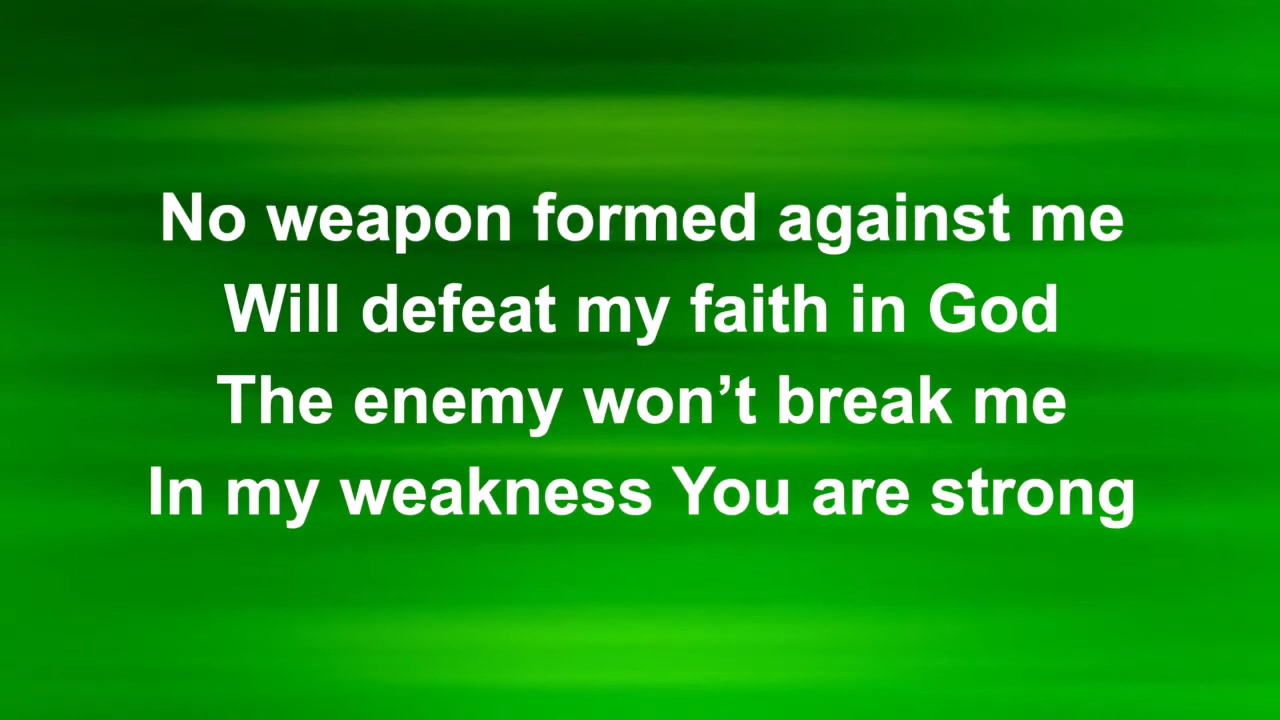 No weapon formed against me
Will defeat my faith in God
The enemy won’t break me
In my weakness You are strong